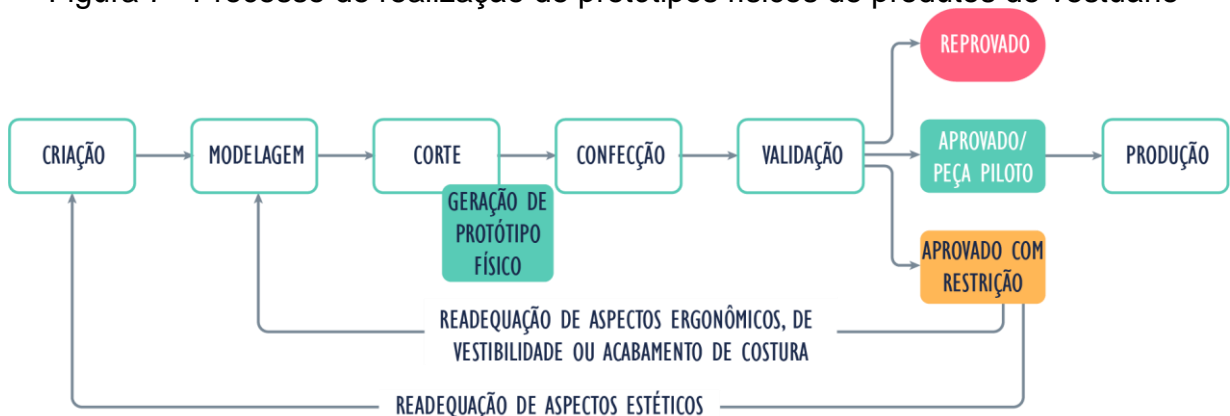 REPROVADO
CRIAÇÃO
MODELAGEM
CORTE
CONFECÇÃO
VALIDAÇÃO
APROVADO/
PEÇA PILOTO
PRODUÇÃO
GERAÇÃO DE
PROTÓTIPO
FÍSICO
APROVADO COM
RESTRIÇÃO
READEQUAÇÃO DE ASPECTOS ERGONÔMICOS, DE
VESTIBILIDADE OU ACABAMENTO DE COSTURA
READEQUAÇÃO DE ASPECTOS ESTÉTICOS